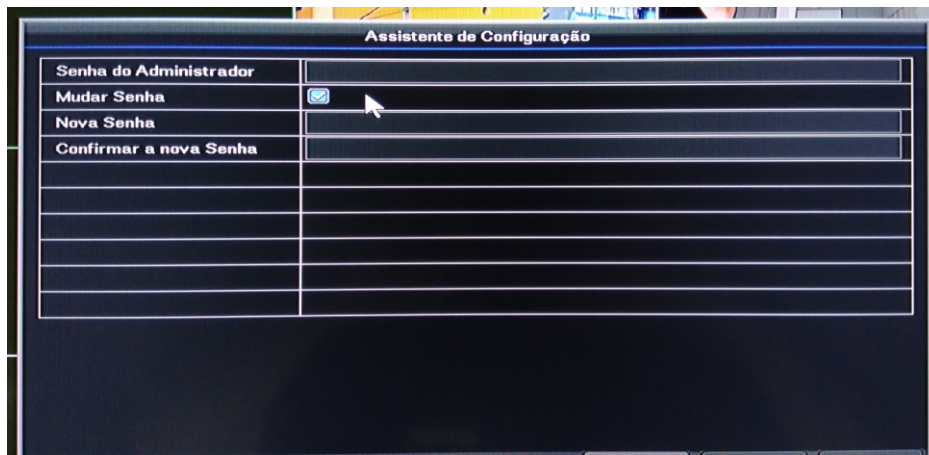 Assistente de Configuração
Senha do Administrador
Mudar Senha
Nova Senha
Confirmar a nova Senha